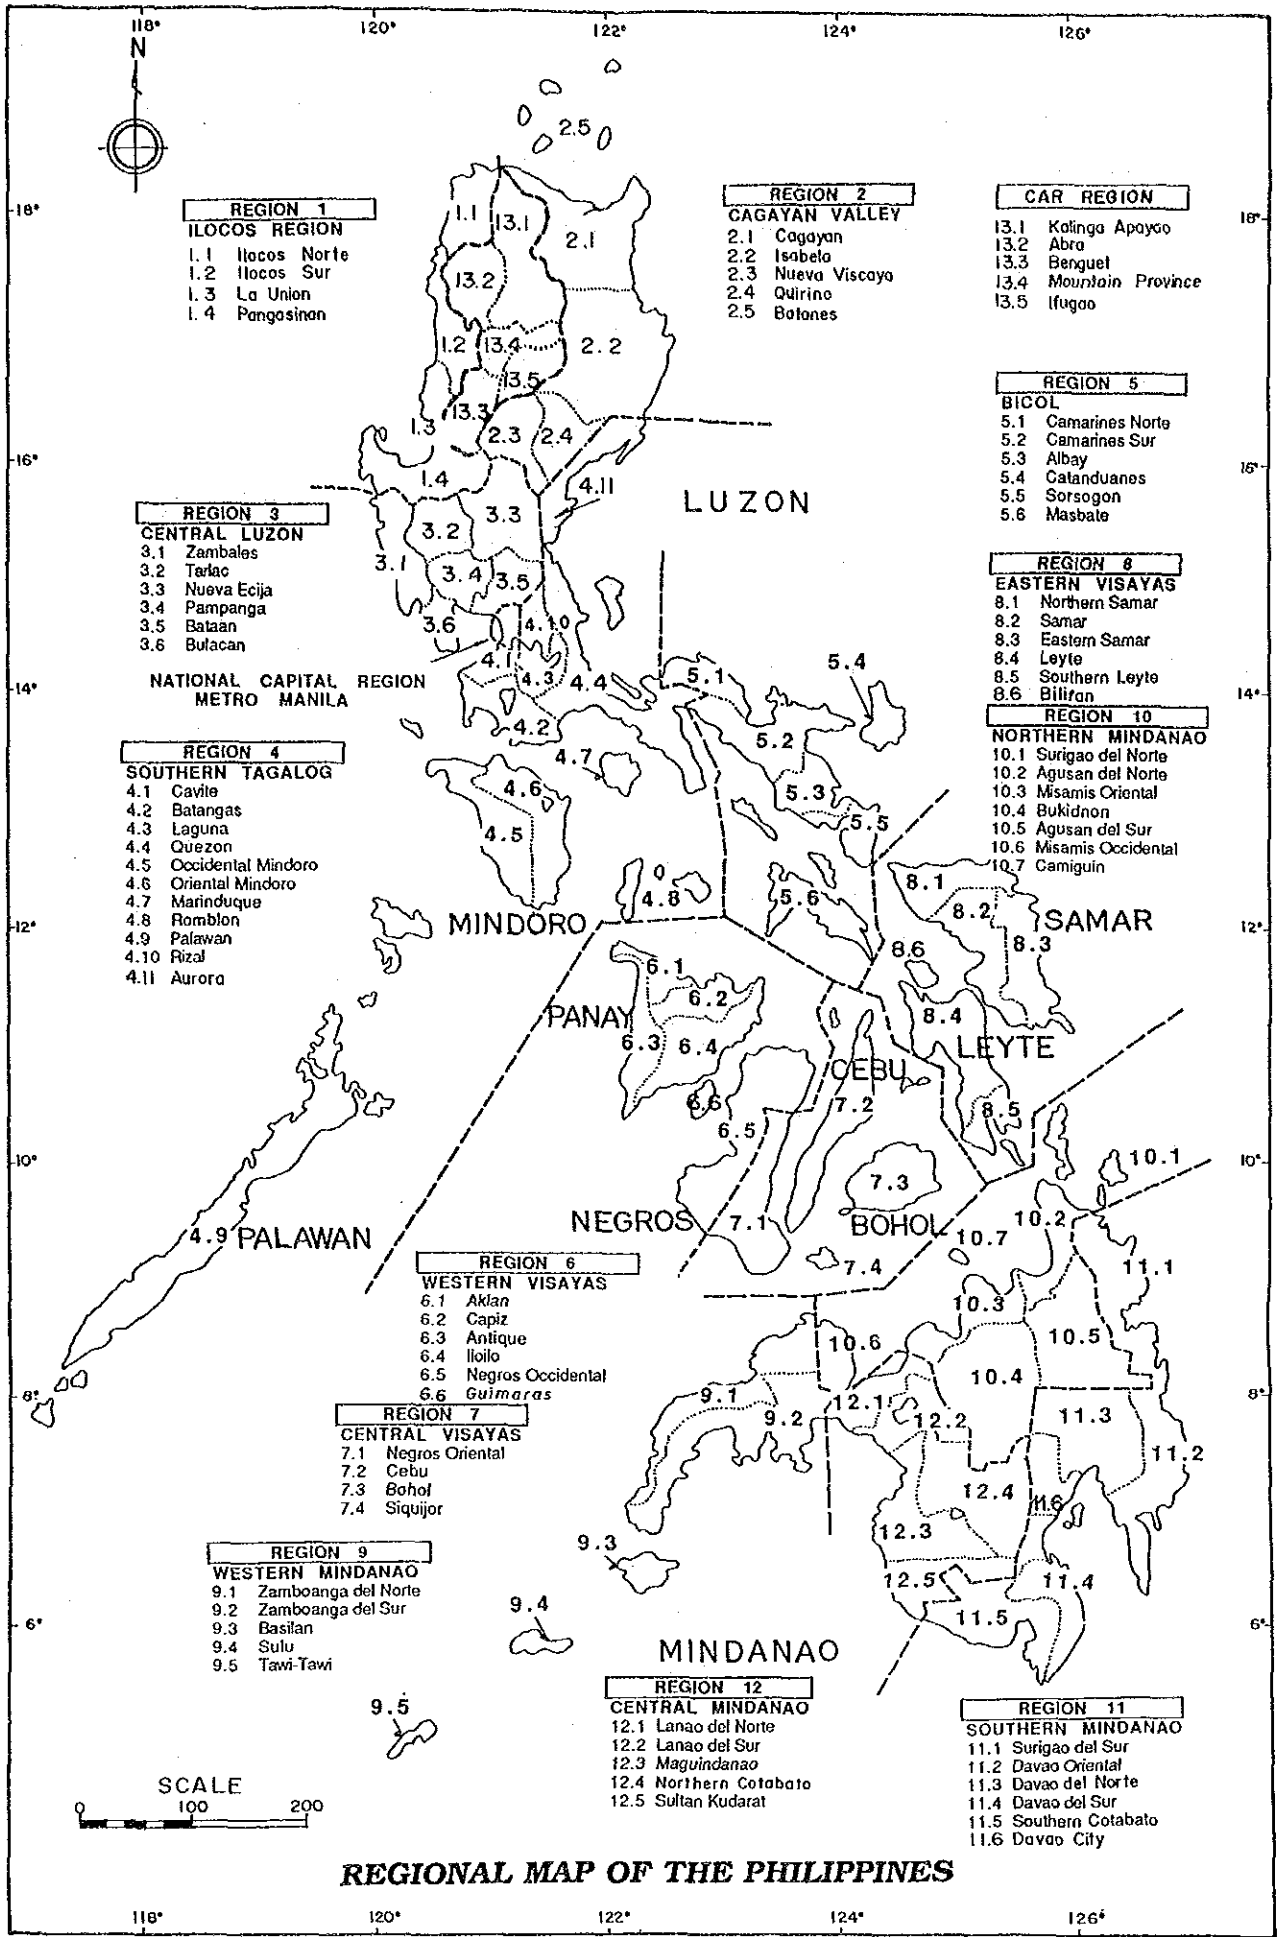 118° 120° 122° 124° 126°
N
2.5
18° 18°
REGION 1
ILOCOS REGION
1.1 Ilocos Norte
1.2 Ilocos Sur
1.3 La Union
1.4 Pangasinan
REGION 2
CAGAYAN VALLEY
2.1 Cagayan
2.2 Isabela
2.3 Nueva Viscaya
2.4 Quirino
2.5 Batanes
CAR REGION
13.1 Kalinga Apayao
13.2 Abra
13.3 Benguet
13.4 Mountain Province
13.5 Ifugao
1.1 13.1 2.1
13.2
1.2 13.4 2.2
13.5
13.3
1.3 2.3 2.4
REGION 5
BICOL
5.1 Camarines Norte
5.2 Camarines Sur
5.3 Albay
5.4 Catanduanes
5.5 Sorsogon
5.6 Masbate
16° 16°
1.4 4.11
LUZON
REGION 3
CENTRAL LUZON
3.1 Zambales
3.2 Tarlac
3.3 Nueva Ecija
3.4 Pampanga
3.5 Bataan
3.6 Bulacan
3.3
3.2
3.1 3.4 3.5
3.6 4.10
REGION 8
EASTERN VISAYAS
8.1 Northern Samar
8.2 Samar
8.3 Eastern Samar
8.4 Leyte
8.5 Southern Leyte
8.6 Biliran
NATIONAL CAPITAL REGION
METRO MANILA
4.1 4.3 4.4
5.1 5.4
14° 14°
4.2
4.7
5.2
REGION 10
NORTHERN MINDANAO
10.1 Surigao del Norte
10.2 Agusan del Norte
10.3 Misamis Oriental
10.4 Bukidnon
10.5 Agusan del Sur
10.6 Misamis Occidental
10.7 Camiguin
REGION 4
SOUTHERN TAGALOG
4.1 Cavite
4.2 Batangas
4.3 Laguna
4.4 Quezon
4.5 Occidental Mindoro
4.6 Oriental Mindoro
4.7 Marinduque
4.8 Romblon
4.9 Palawan
4.10 Rizal
4.11 Aurora
4.6 5.3
4.5 5.5
4.8 5.6 8.1
8.2
12° MINDORO SAMAR 12°
8.6 8.3
6.1
6.2
PANAY 8.4
6.3 6.4 LEYTE
CEBU
6.6 7.2 8.5
6.5
10° 10.1 10°
7.3
NEGROS 7.1 BOHOL 10.2
4.9 PALAWAN
10.7
7.4 11.1
REGION 6
WESTERN VISAYAS
6.1 Aklan
6.2 Capiz
6.3 Antique
6.4 Iloilo
6.5 Negros Occidental
6.6 Guimaras
10.3
10.6 10.5
10.4
8° 8°
9.1 12.1
9.2 12.2 11.3
11.2
REGION 7
CENTRAL VISAYAS
7.1 Negros Oriental
7.2 Cebu
7.3 Bohol
7.4 Siquijor
12.4 11.6
12.3
9.3
12.5 11.4
11.5
REGION 9
WESTERN MINDANAO
9.1 Zamboanga del Norte
9.2 Zamboanga del Sur
9.3 Basilan
9.4 Sulu
9.5 Tawi-Tawi
9.4
6° 6°
MINDANAO
9.5
REGION 12
CENTRAL MINDANAO
12.1 Lanao del Norte
12.2 Lanao del Sur
12.3 Maguindanao
12.4 Northern Cotabato
12.5 Sultan Kudarat
REGION 11
SOUTHERN MINDANAO
11.1 Surigao del Sur
11.2 Davao Oriental
11.3 Davao del Norte
11.4 Davao del Sur
11.5 Southern Cotabato
11.6 Davao City
SCALE
0 100 200
REGIONAL MAP OF THE PHILIPPINES
118° 120° 122° 124° 126°